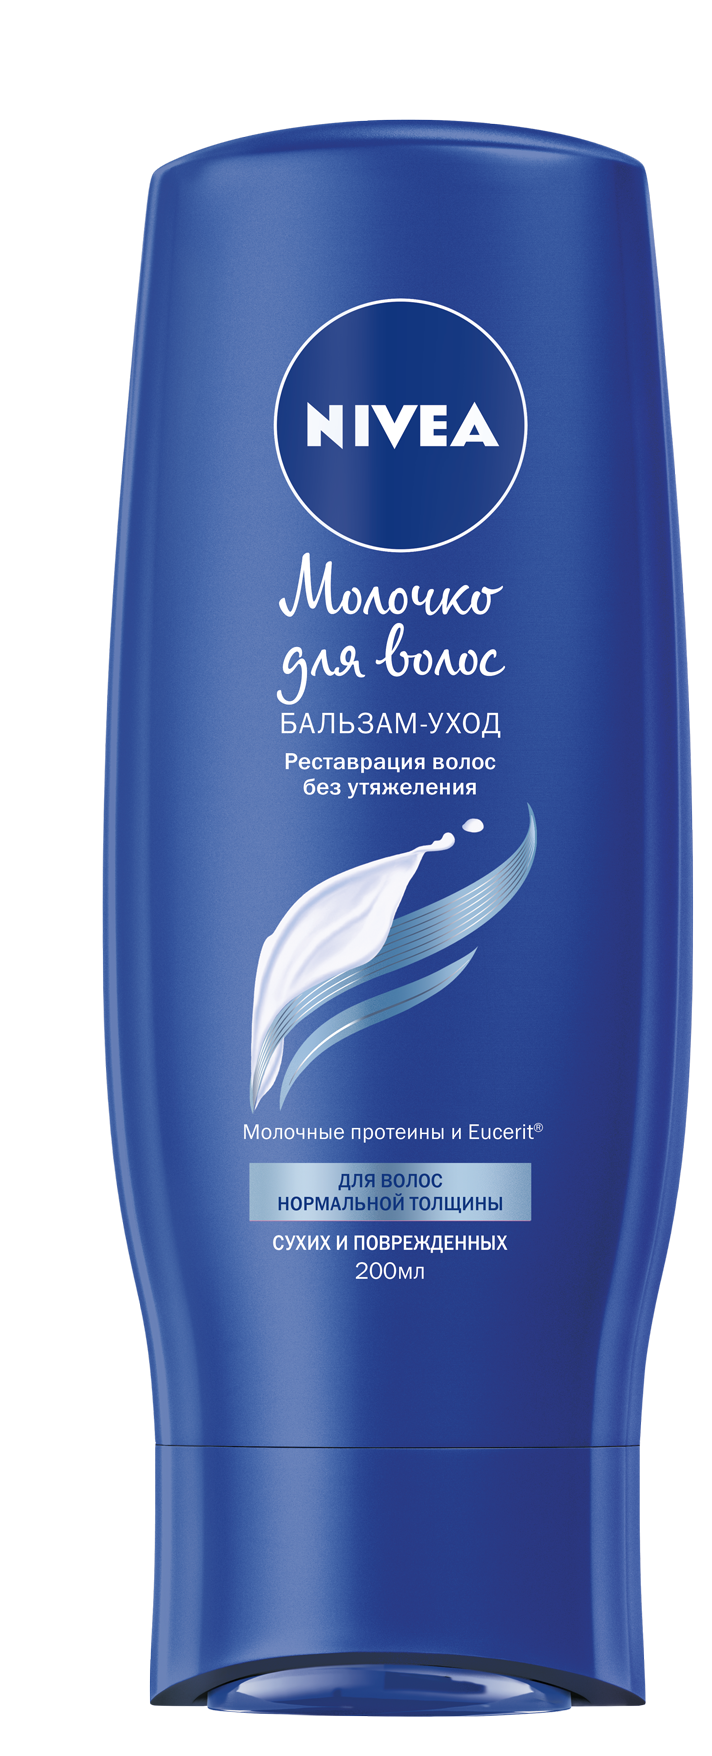 NIVEA
Молочко
для волос
БАЛЬЗАМ-УХОД
Реставрация волос
без утяжеления
Молочные протеины и Eucerit®
ДЛЯ ВОЛОС
НОРМАЛЬНОЙ ТОЛЩИНЫ
СУХИХ И ПОВРЕЖДЕННЫХ
200мл